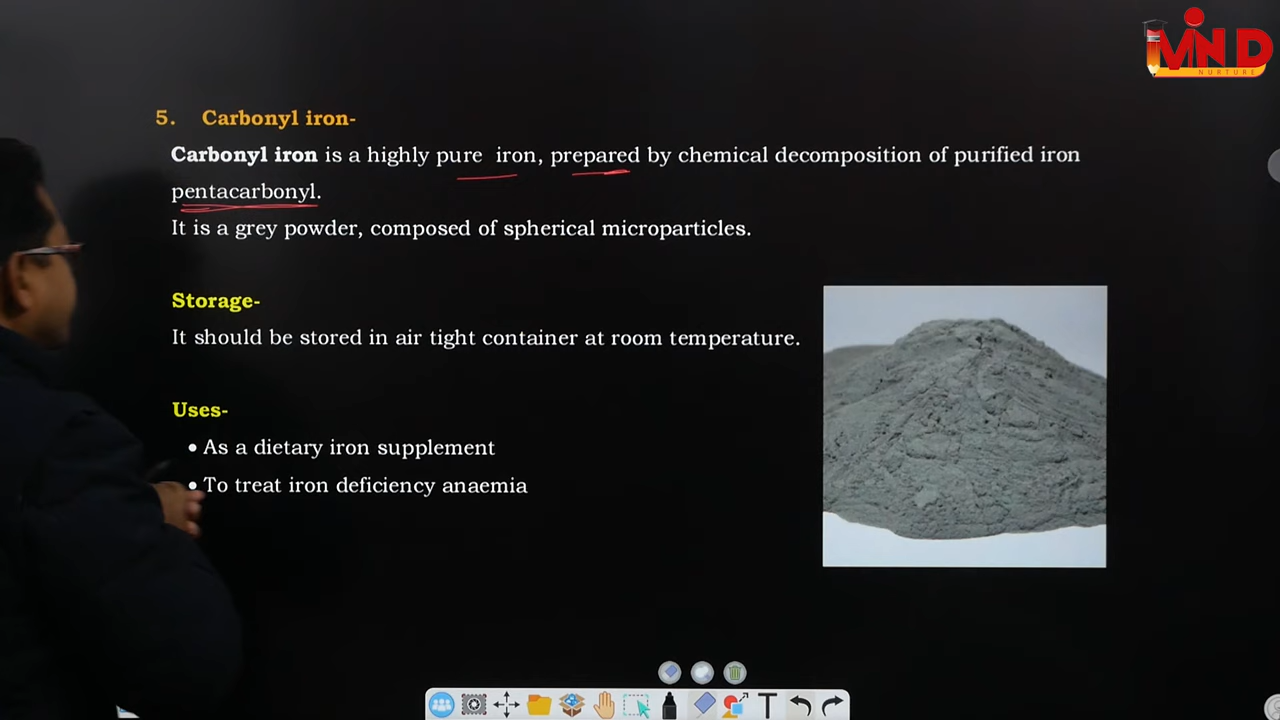 MIND
NURTURE
5. Carbonyl iron-
Carbonyl iron is a highly pure iron, prepared by chemical decomposition of purified iron
pentacarbonyl.
It is a grey powder, composed of spherical microparticles.
Storage-
It should be stored in air tight container at room temperature.
Uses-
• As a dietary iron supplement
• To treat iron deficiency anaemia
T